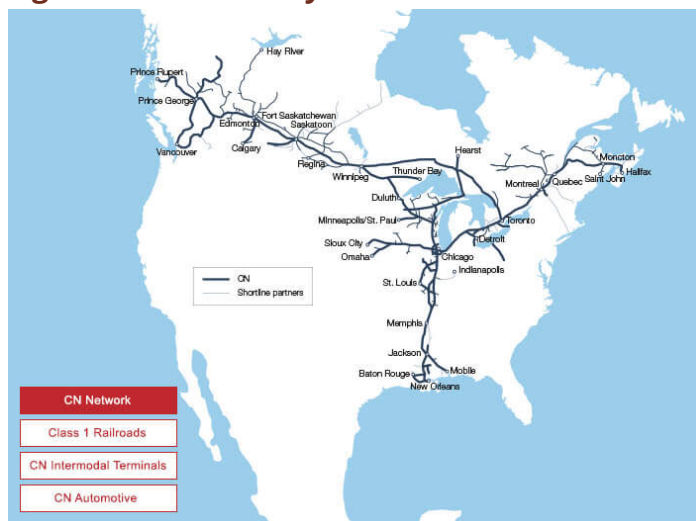 Hay River
Prince Rupert
Prince George
Fort Saskatchewan
Edmonton
Saskatoon
Vancouver
Calgary
Regina
Winnipeg
Hearst
Thunder Bay
Moncton
Montreal
Quebec
Saint John
Halifax
Duluth
Minneapolis/St. Paul
Toronto
Sioux City
Detroit
Omaha
Chicago
Indianapolis
St. Louis
CN
Shortline partners
Memphis
Jackson
Baton Rouge
Mobile
New Orleans
CN Network
Class 1 Railroads
CN Intermodal Terminals
CN Automotive